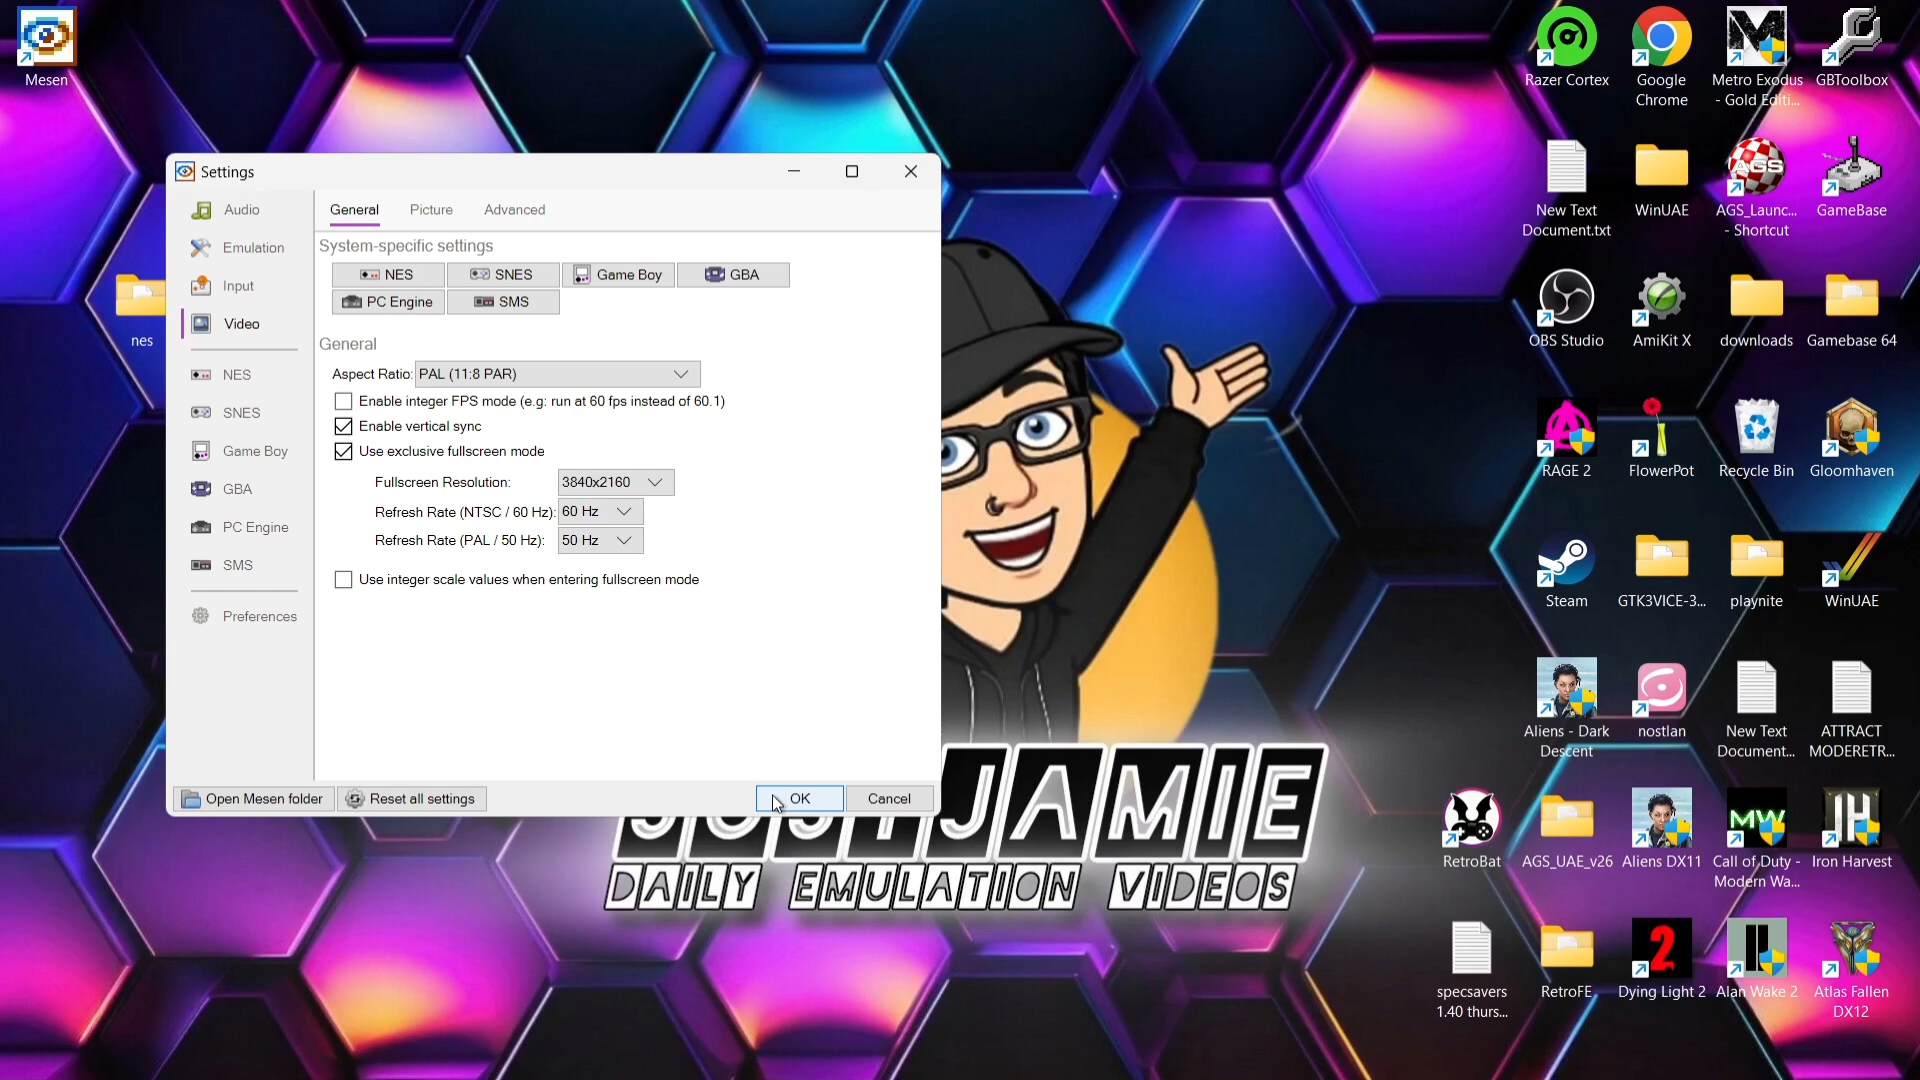 Mesen
nes
Settings
Audio
Emulation
Input
Video
NES
SNES
Game Boy
GBA
PC Engine
SMS
Preferences
General
Picture
Advanced
System-specific settings
NES
SNES
Game Boy
GBA
PC Engine
SMS
General
Aspect Ratio: PAL (11:8 PAR)
Enable integer FPS mode (e.g: run at 60 fps instead of 60.1)
Enable vertical sync
Use exclusive fullscreen mode
Fullscreen Resolution: 3840x2160
Refresh Rate (NTSC / 60 Hz): 60 Hz
Refresh Rate (PAL / 50 Hz): 50 Hz
Use integer scale values when entering fullscreen mode
Open Mesen folder
Reset all settings
OK
Cancel
JUSTJAMIE
DAILY EMULATION VIDEOS
Razer Cortex
Google
Chrome
Metro Exodus
- Gold Editi...
GBToolbox
New Text
Document.txt
WinUAE
AGS
AGS_Launc...
- Shortcut
GameBase
OBS Studio
AmiKit X
downloads
Gamebase 64
RAGE 2
FlowerPot
Recycle Bin
Gloomhaven
Steam
GTK3VICE-3...
playnite
WinUAE
Aliens - Dark
Descent
nostlan
New Text
Document...
ATTRACT
MODERETR...
RetroBat
AGS_UAE_v26
Aliens DX11
MW
Call of Duty -
Modern Wa...
IH
Iron Harvest
specsavers
1.40 thurs...
RetroFE
2
Dying Light 2
Alan Wake 2
Atlas Fallen
DX12